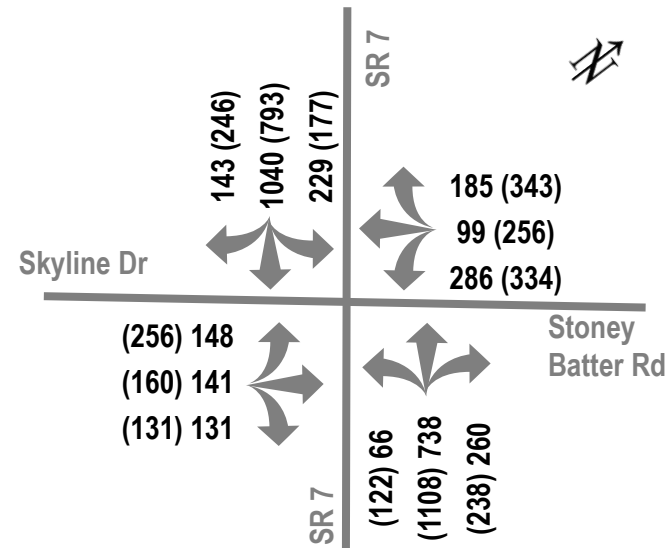 SR 7
N
143 (246)
1040 (793)
229 (177)
185 (343)
99 (256)
286 (334)
Skyline Dr
Stoney
Batter Rd
(256) 148
(160) 141
(131) 131
SR 7
(122) 66
(1108) 738
(238) 260